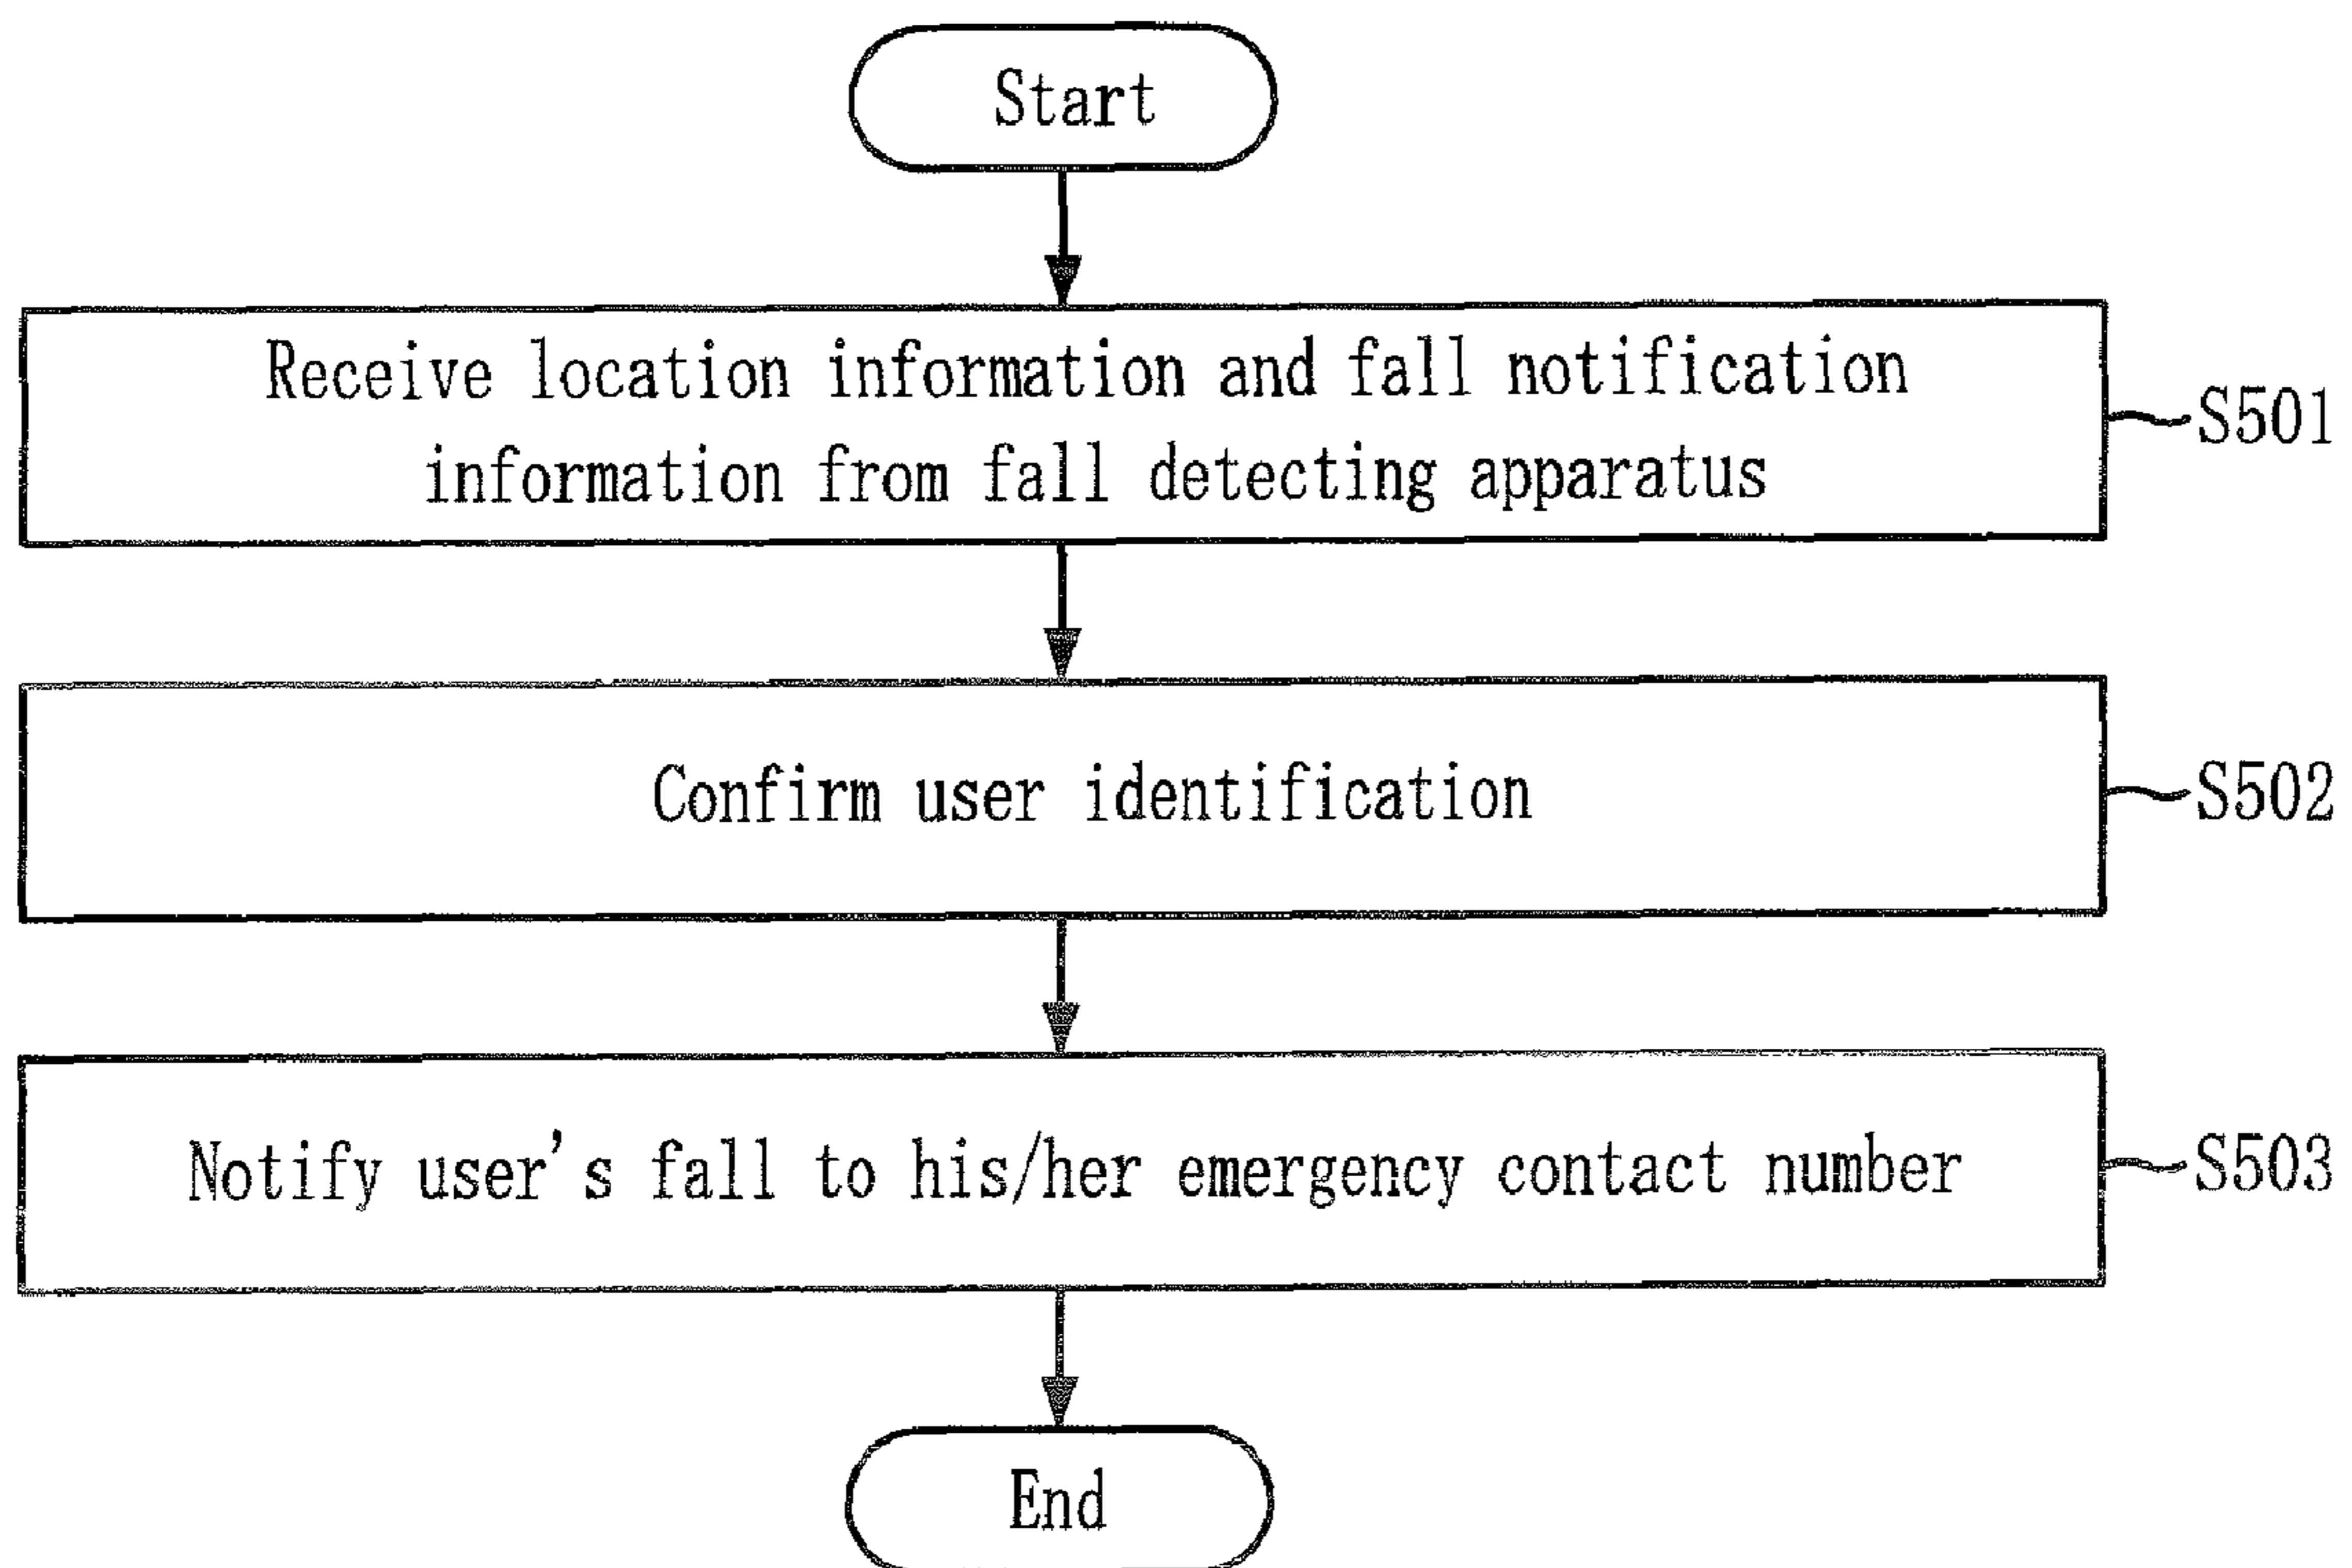 Start
Receive location information and fall notification
information from fall detecting apparatus
S501
Confirm user identification
S502
Notify user's fall to his/her emergency contact number
S503
End